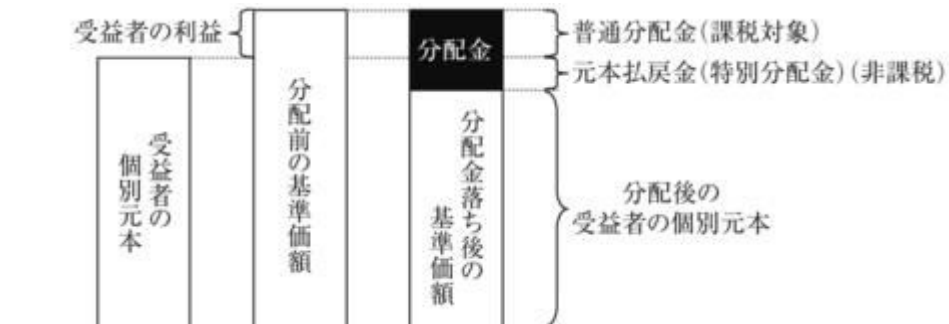 受益者の利益
分配金
普通分配金(課税対象)
元本払戻金(特別分配金)(非課税)
受益者の
個別元本
分配前の基準価額
分配金落ち後の
基準価額
分配後の
受益者の個別元本